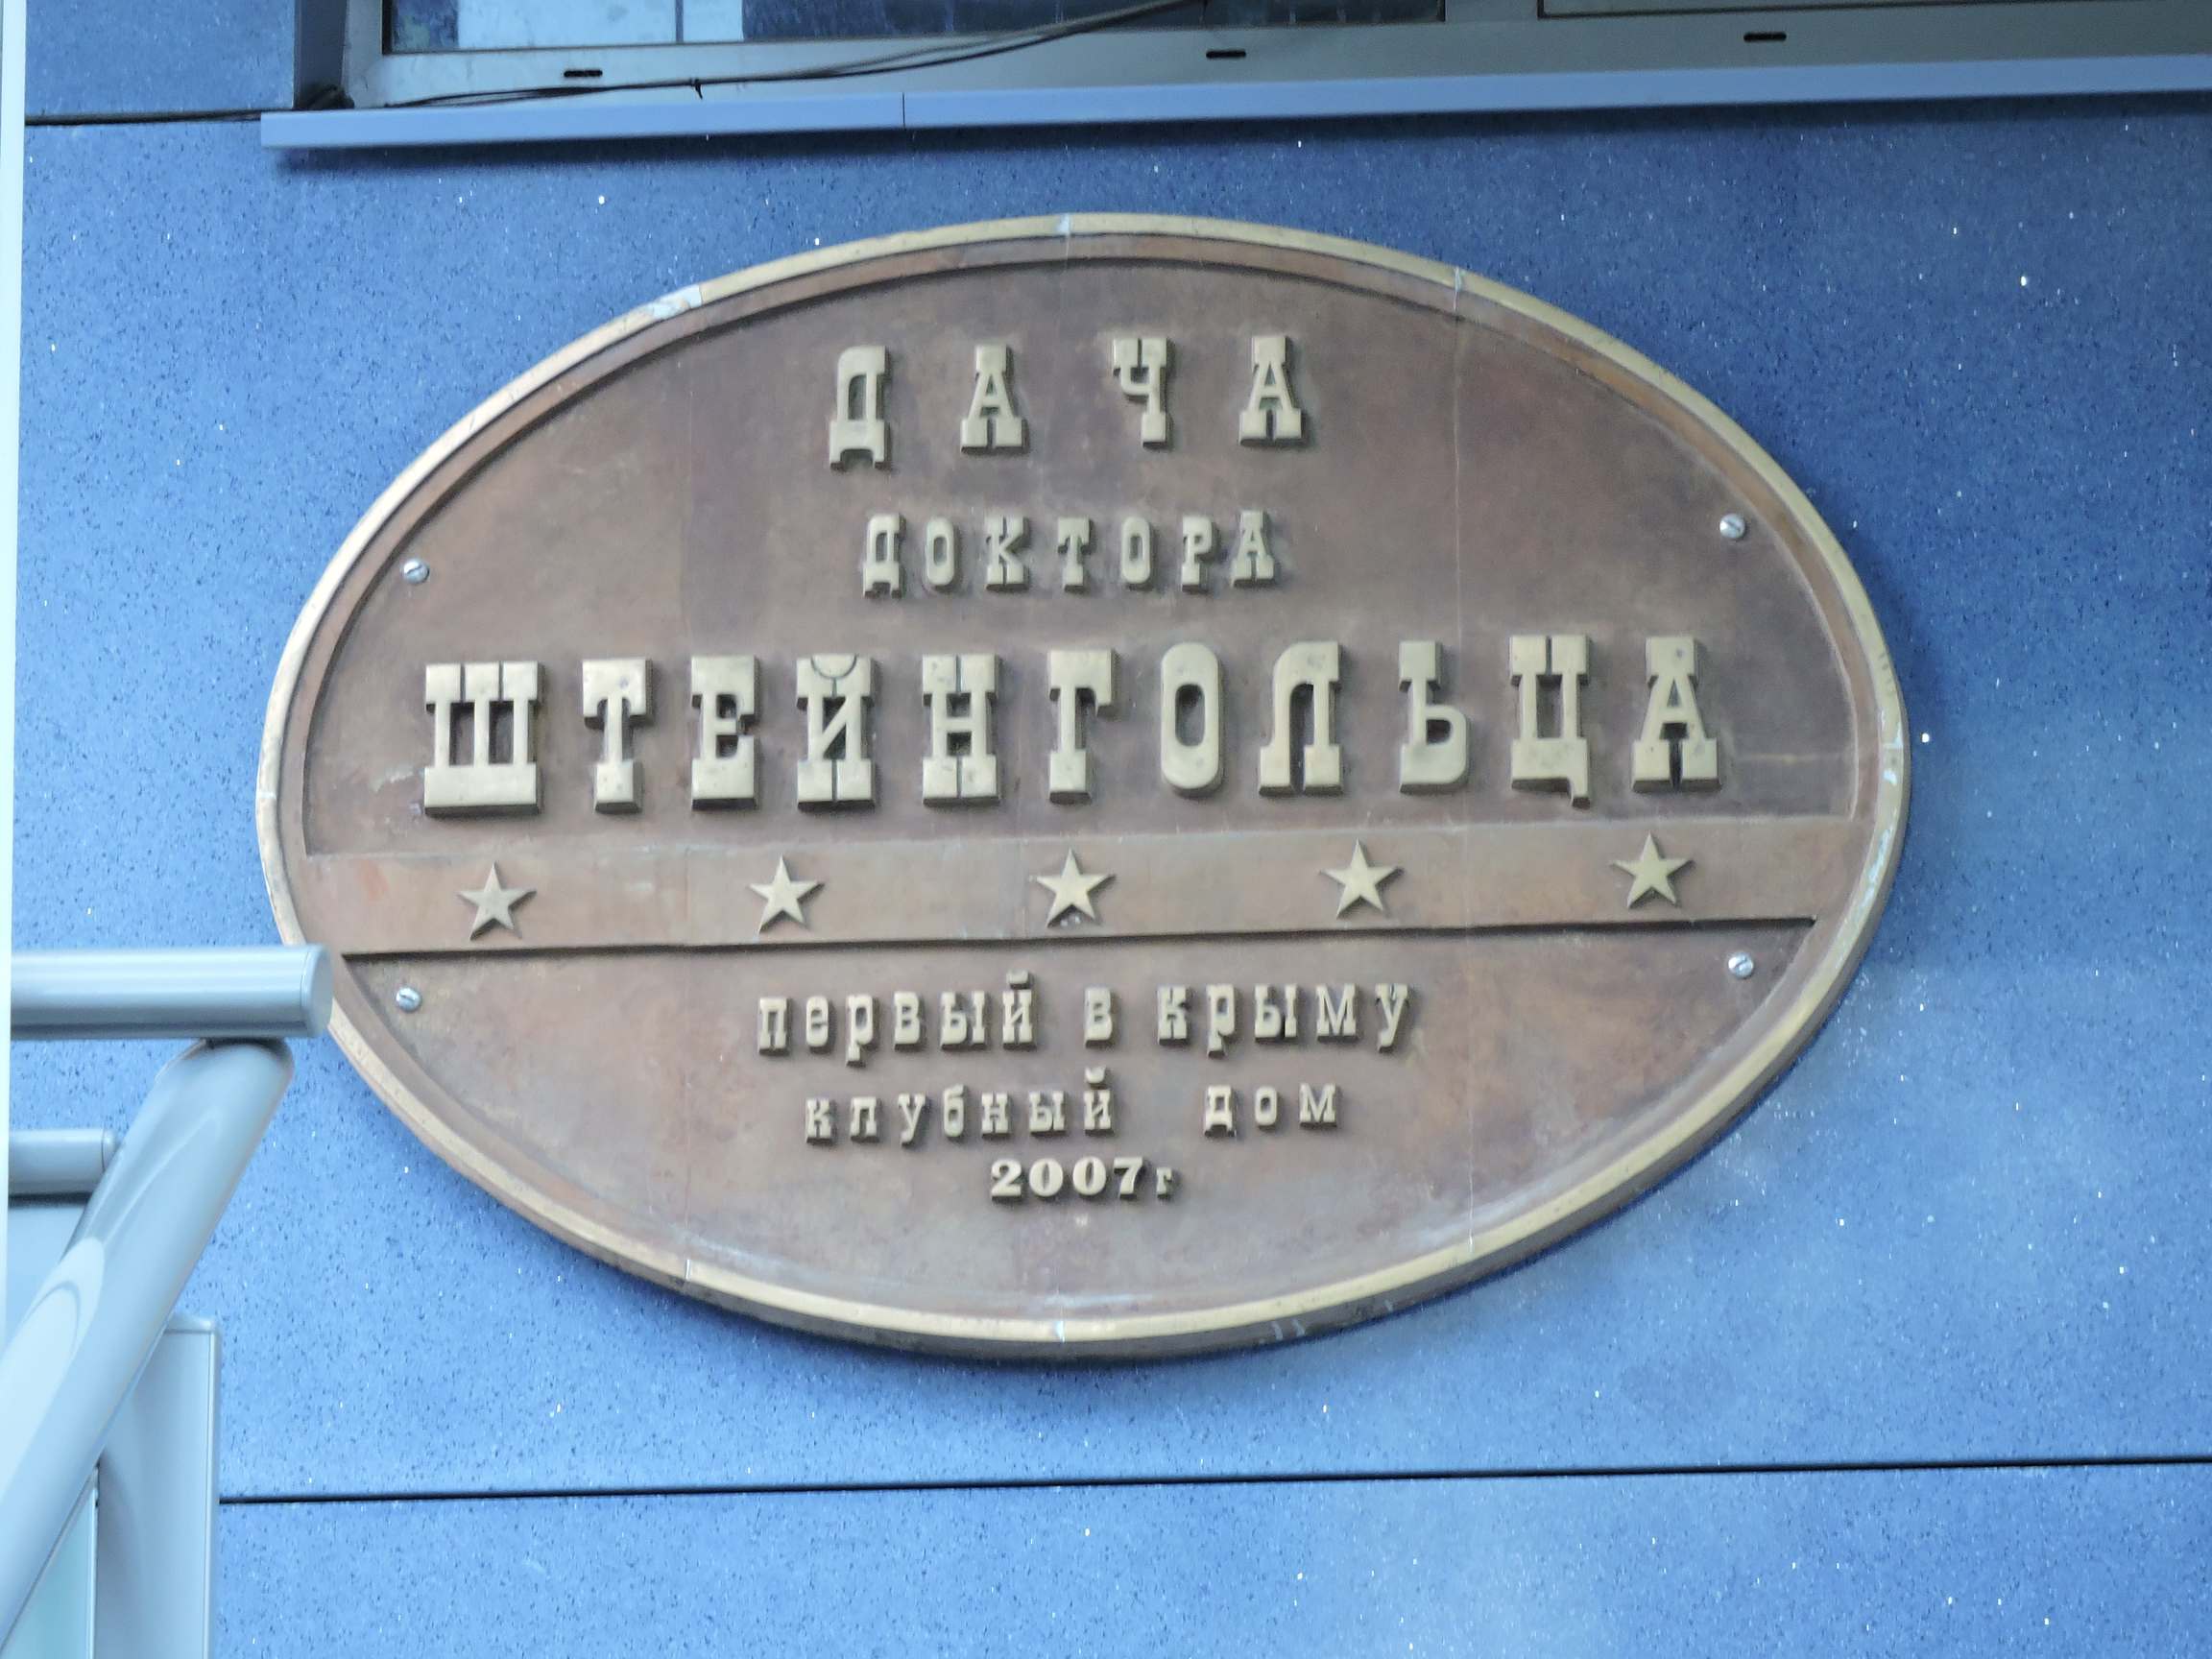 ДАЧА
ДОКТОРА
ШТЕЙНГОЛЬЦА
первый в крыму
клубный дом
2007г